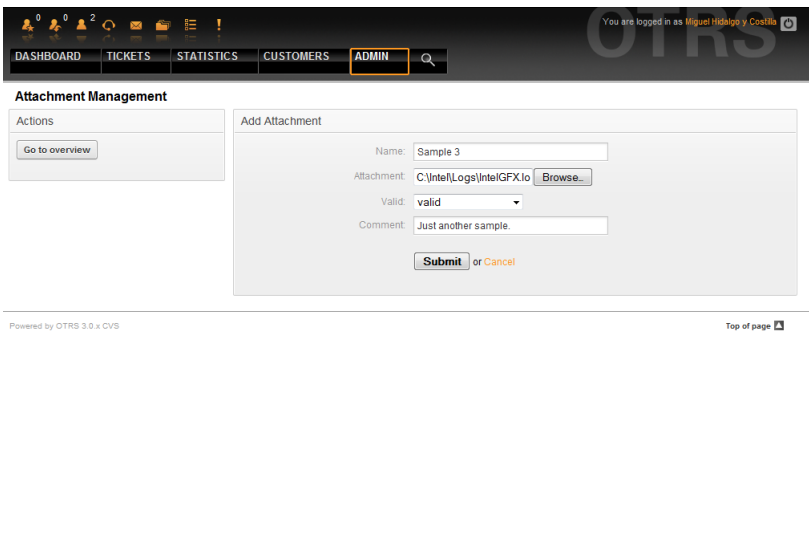 0 0 2
You are logged in as Miguel Hidalgo y Costilla
OTRS
DASHBOARD TICKETS STATISTICS CUSTOMERS ADMIN
Attachment Management
Actions
Go to overview
Add Attachment
Name: Sample 3
Attachment: C:\Intel\Logs\IntelGFX.lo Browse..
Valid: valid
Comment: Just another sample.
Submit or Cancel
Powered by OTRS 3.0.x CVS
Top of page